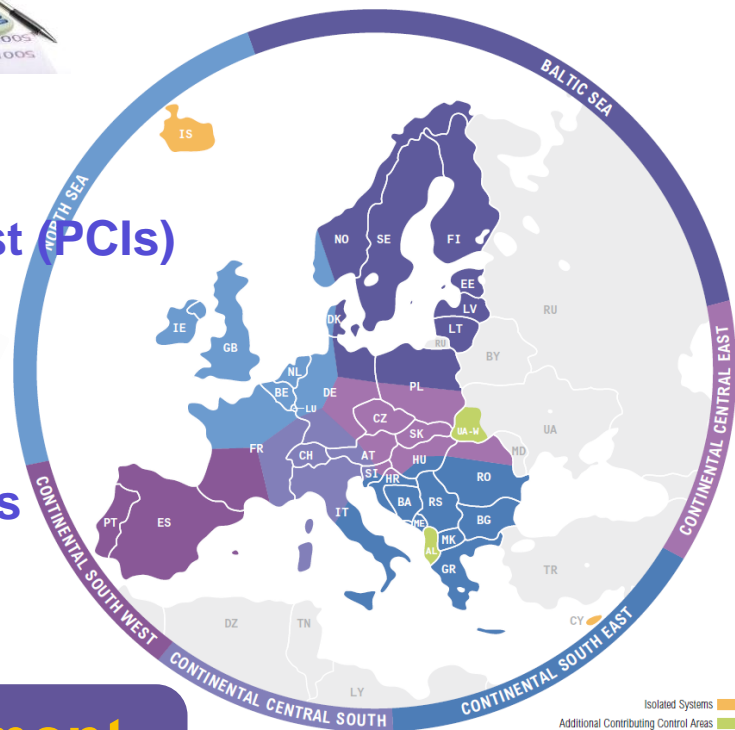 BALTIC SEA
NORTH SEA
IS
st (PCIs)
NO
SE
FI
EE
LV
LT
RU
RU
BY
DK
IE
GB
NL
BE
DE
LU
PL
CZ
SK
UA-W
UA
MD
FR
CH
AT
HU
SI
HR
RO
IT
BA
RS
BG
ME
MK
AL
GR
PT
ES
s
TR
CY
DZ
TN
LY
CONTINENTAL CENTRAL EAST
CONTINENTAL SOUTH WEST
CONTINENTAL CENTRAL SOUTH
CONTINENTAL SOUTH EAST
Isolated Systems
Additional Contributing Control Areas